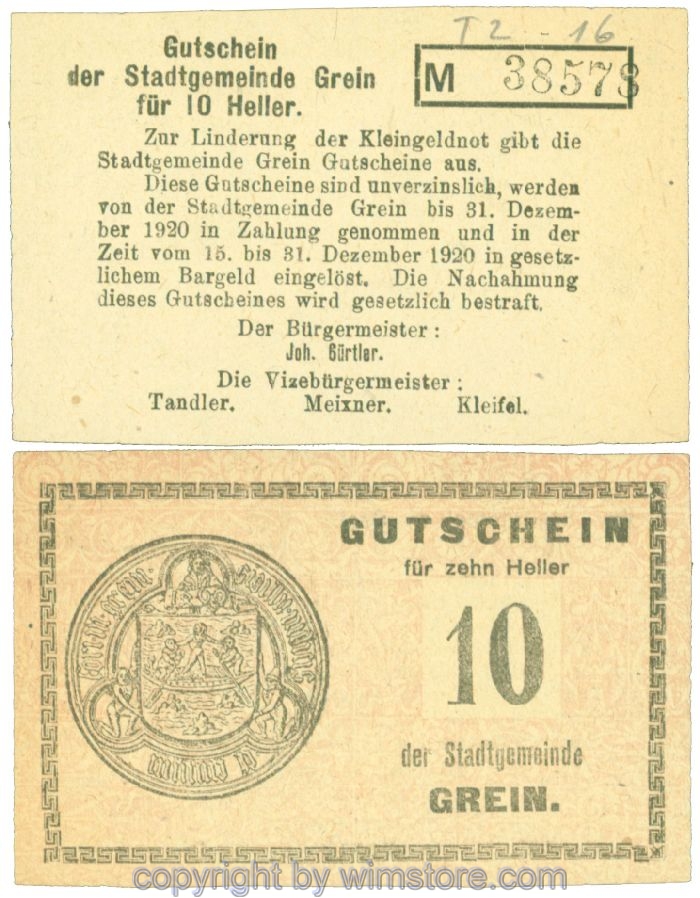 T2 - 16
Gutschein
der Stadtgemeinde Grein
für 10 Heller.
M 38573
Zur Linderung der Kleingeldnot gibt die
Stadtgemeinde Grein Gutscheine aus.
Diese Gutscheine sind unverzinslich, werden
von der Stadtgemeinde Grein bis 31. Dezem-
ber 1920 in Zahlung genommen und in der
Zeit vom 15. bis 31. Dezember 1920 in gesetz-
lichem Bargeld eingelöst. Die Nachahmung
dieses Gutscheines wird gesetzlich bestraft.
Der Bürgermeister:
Joh. Gürtler.
Die Vizebürgermeister:
Tandler. Meixner. Kleifel.
GUTSCHEIN
für zehn Heller
10
der Stadtgemeinde
GREIN.
copyright by wimstore.com